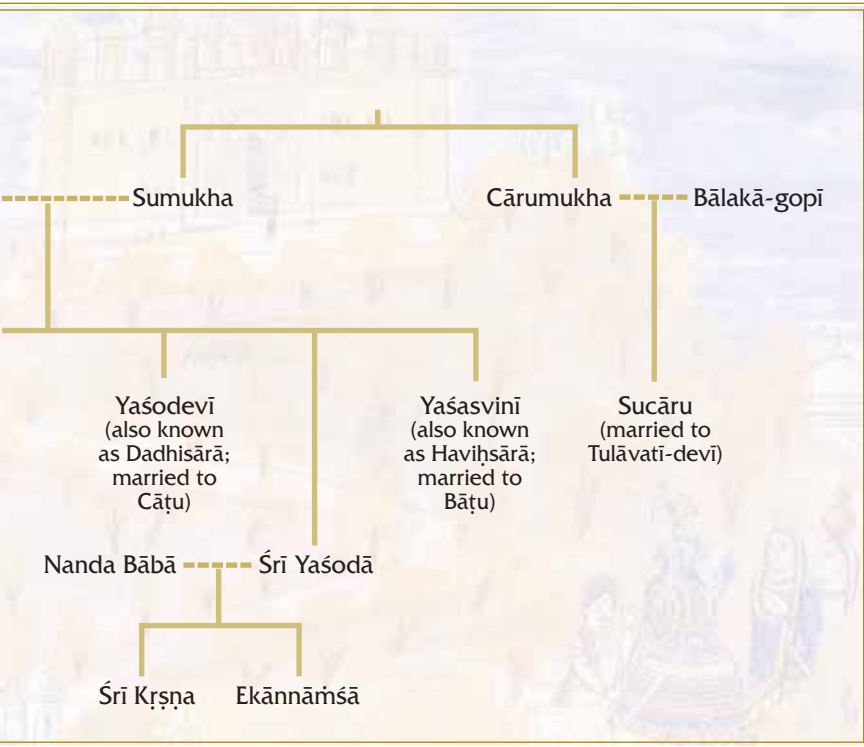 Sumukha
Cārumukha
Bālakā-gopī
Yaśodevī
(also known
as Dadhisārā;
married to
Cāṭu)
Yaśasvinī
(also known
as Haviḥsārā;
married to
Bāṭu)
Sucāru
(married to
Tulāvatī-devī)
Nanda Bābā
Śrī Yaśodā
Śrī Kṛṣṇa
Ekānnāṁśā